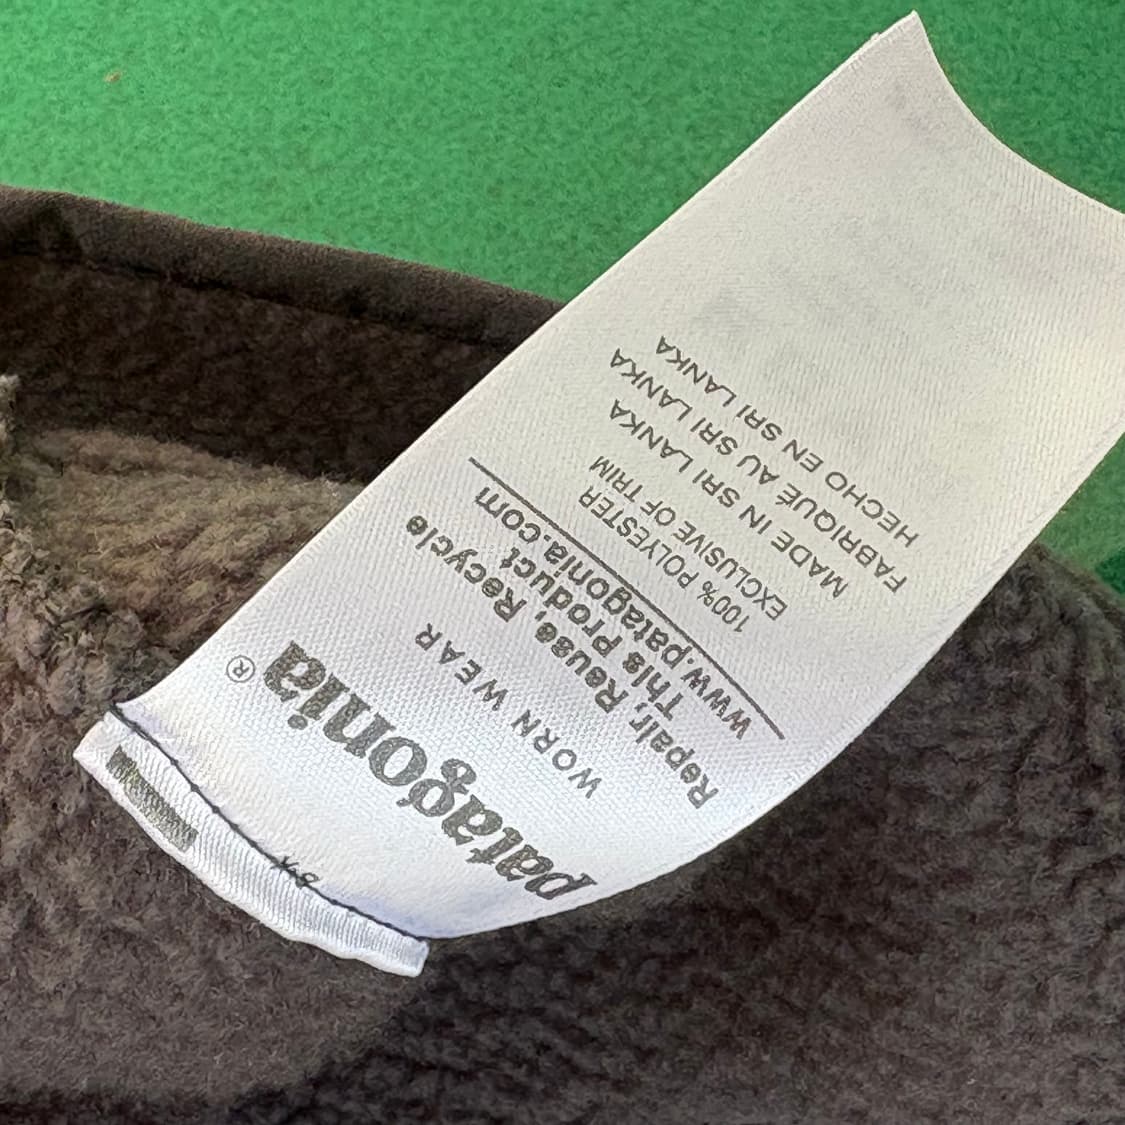 patagonia®
WORN WEAR
Repair, Reuse, Recycle
This Product
www.patagonia.com
100% POLYESTER
EXCLUSIVE OF TRIM
MADE IN SRI LANKA
FABRIQUÉ AU SRI LANKA
HECHO EN SRI LANKA